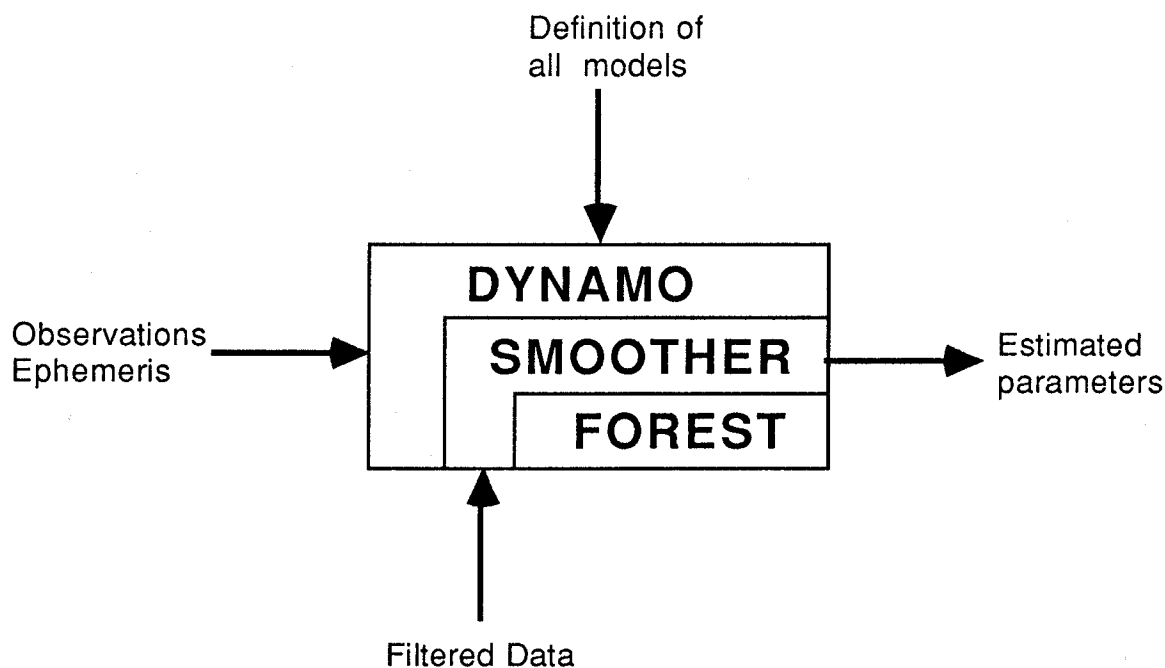 Definition of
all models
DYNAMO
Observations
Ephemeris
SMOOTHER
Estimated
parameters
FOREST
Filtered Data